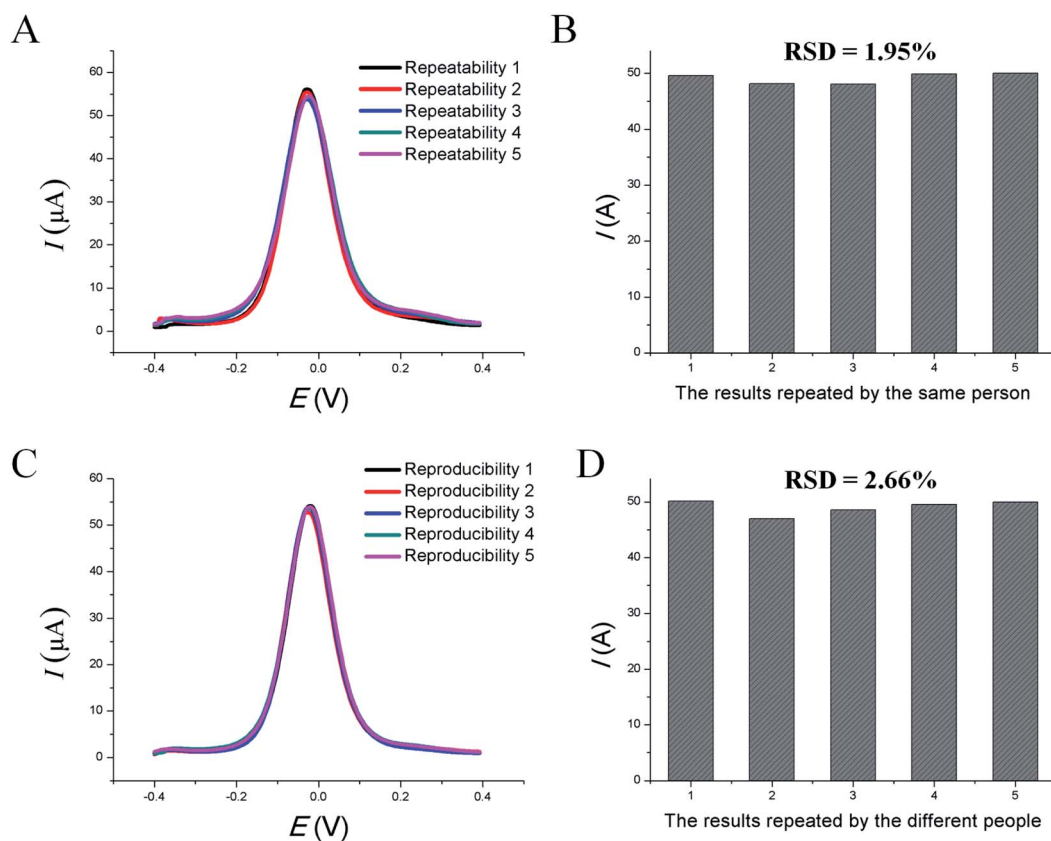 A
I (μA)
60
50
40
30
20
10
0
-0.4
-0.2
0.0
0.2
0.4
E (V)
Repeatability 1
Repeatability 2
Repeatability 3
Repeatability 4
Repeatability 5
B
RSD = 1.95%
I (A)
50
40
30
20
10
0
1
2
3
4
5
The results repeated by the same person
C
I (μA)
60
50
40
30
20
10
0
-0.4
-0.2
0.0
0.2
0.4
E (V)
Reproducibility 1
Reproducibility 2
Reproducibility 3
Reproducibility 4
Reproducibility 5
D
RSD = 2.66%
I (A)
50
40
30
20
10
0
1
2
3
4
5
The results repeated by the different people